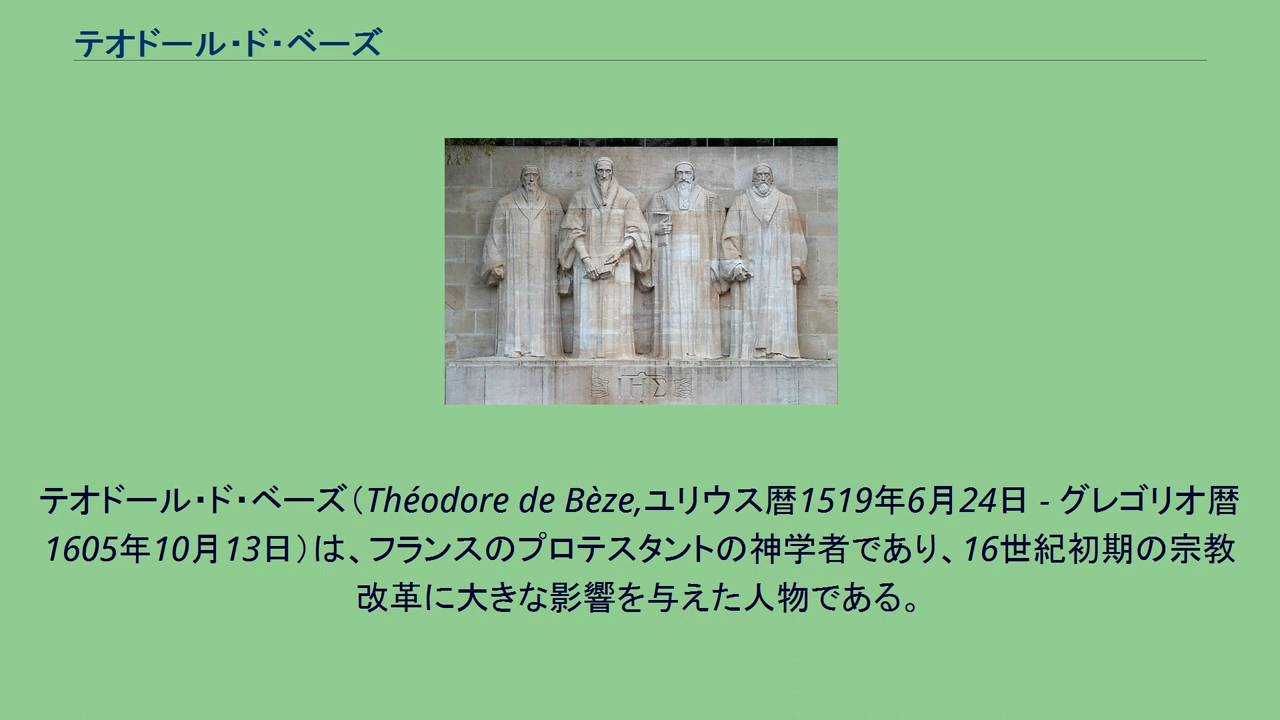 テオドール・ド・ベーズ
ΙΗΣ
テオドール・ド・ベーズ（Théodore de Bèze,ユリウス暦1519年6月24日 - グレゴリオ暦
1605年10月13日）は、フランスのプロテスタントの神学者であり、16世紀初期の宗教
改革に大きな影響を与えた人物である。